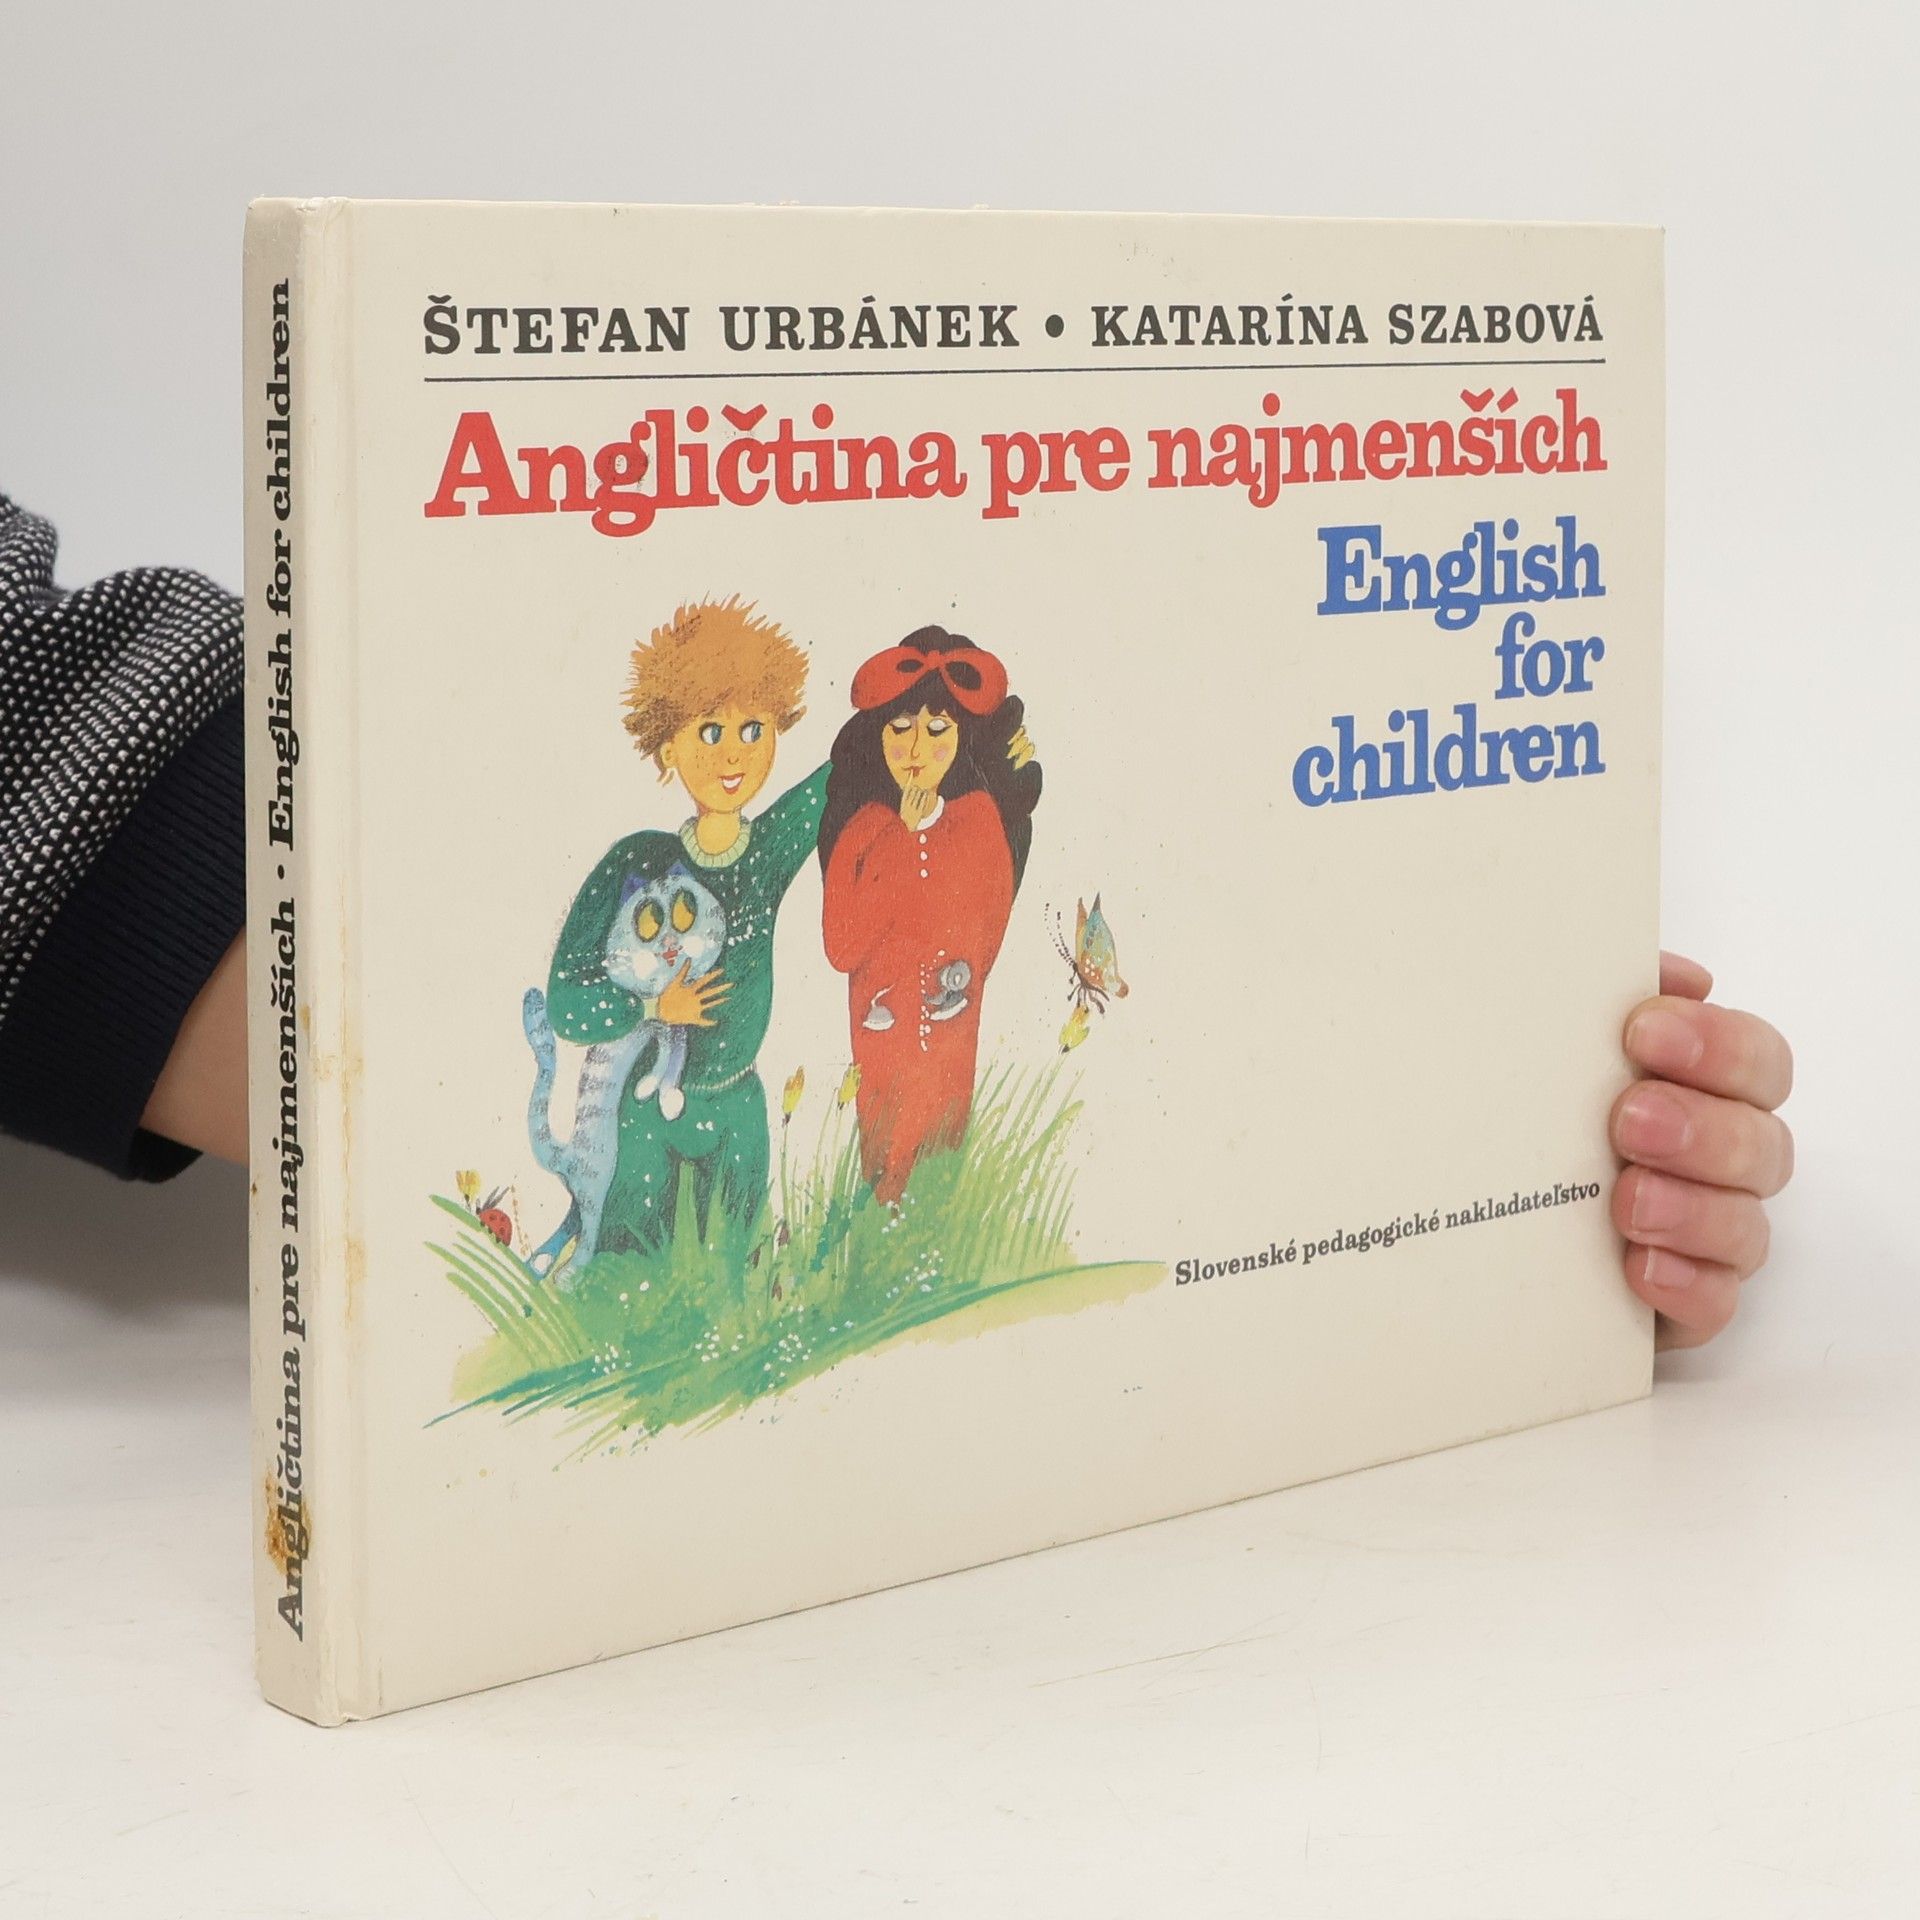 ŠTEFAN URBÁNEK • KATARÍNA SZABOVÁ
Angličtina pre najmenších
English
for
children
Slovenské pedagogické nakladateľstvo
Angličtina pre najmenších · English for children